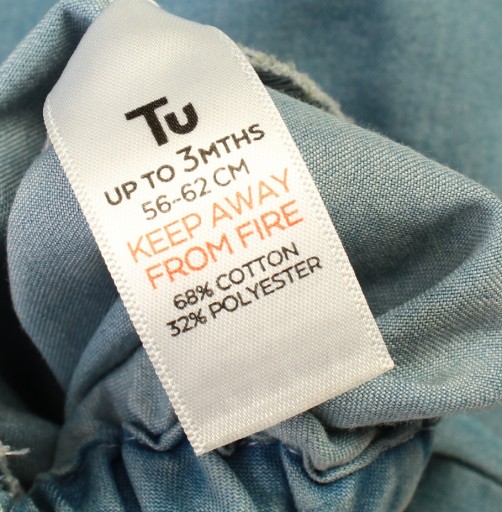 Tu
UP TO 3MTHS
56-62 CM
KEEP AWAY
FROM FIRE
68% COTTON
32% POLYESTER